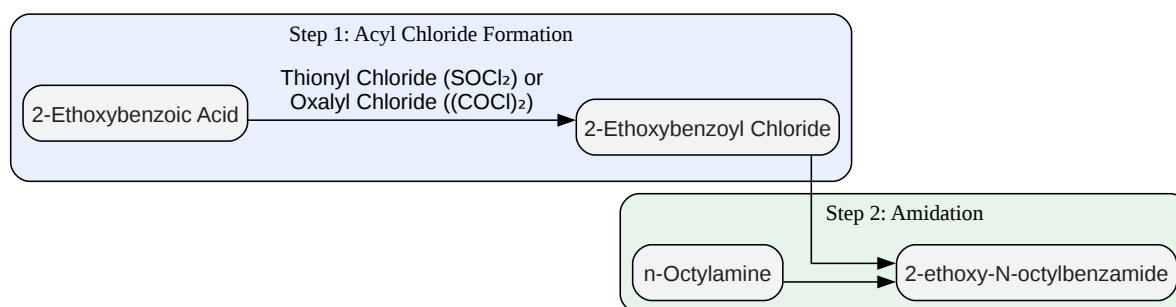 Step 1: Acyl Chloride Formation
Thionyl Chloride (SOCl₂) or
Oxalyl Chloride ((COCl)₂)
2-Ethoxybenzoic Acid
2-Ethoxybenzoyl Chloride
Step 2: Amidation
n-Octylamine
2-ethoxy-N-octylbenzamide